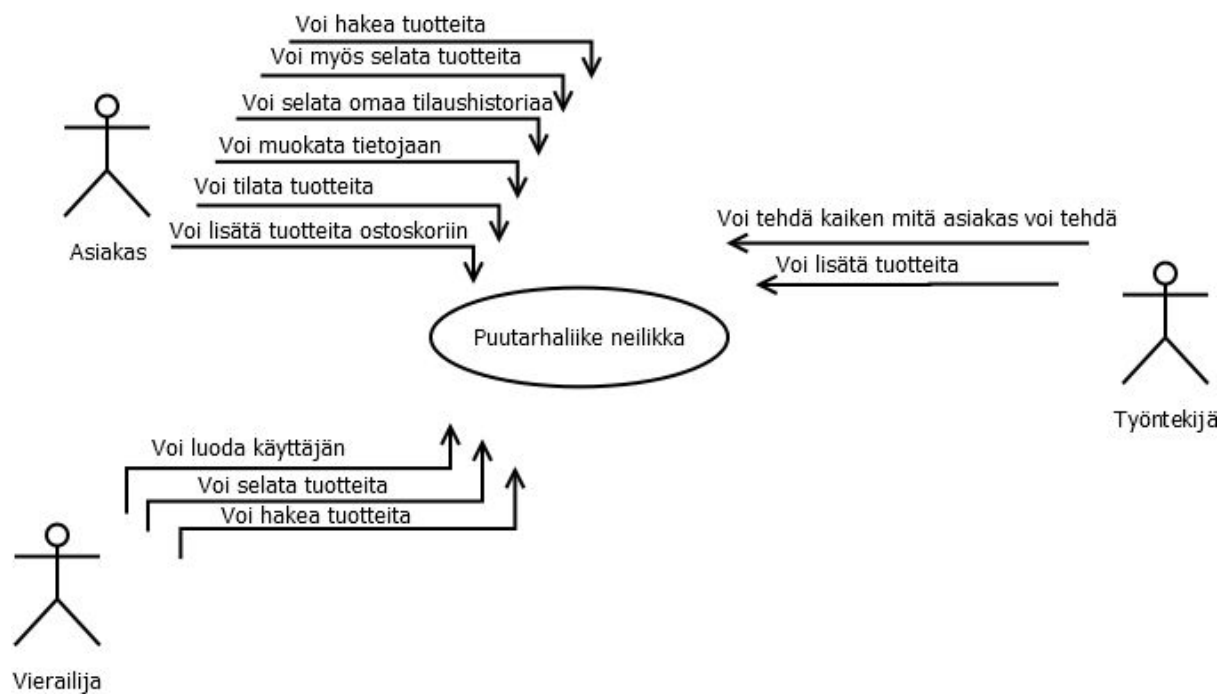 Voi hakea tuotteita
Voi myös selata tuotteita
Voi selata omaa tilaushistoriaa
Voi muokata tietojaan
Voi tilata tuotteita
Voi lisätä tuotteita ostoskoriin
Asiakas
Voi tehdä kaiken mitä asiakas voi tehdä
Voi lisätä tuotteita
Työntekijä
Puutarhaliike neilikka
Voi luoda käyttäjän
Voi selata tuotteita
Voi hakea tuotteita
Vierailija